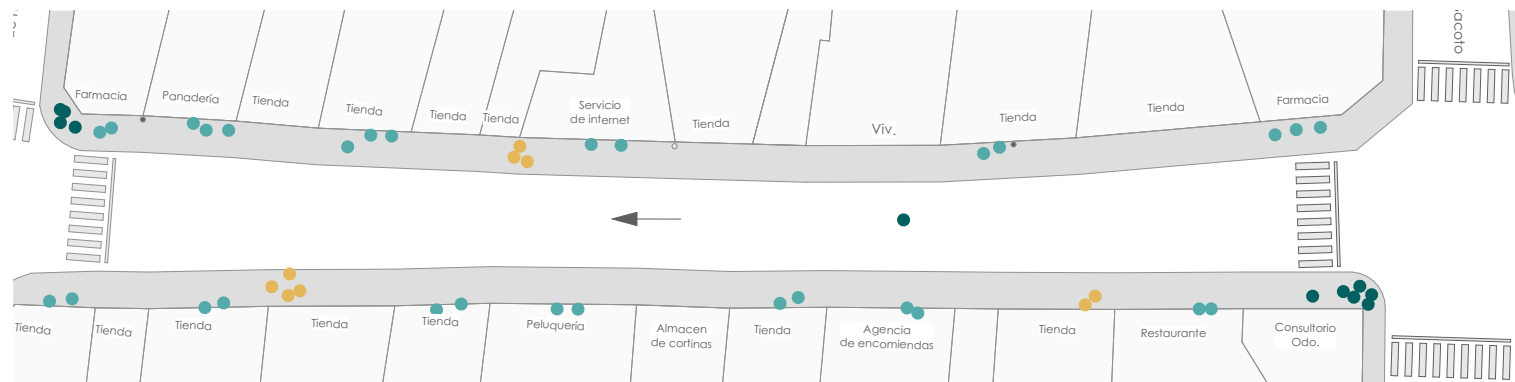 Farmacia
Panadería
Tienda
Tienda
Tienda
Tienda
Servicio
de internet
Tienda
Viv.
Tienda
Tienda
Farmacia
Tienda
Tienda
Tienda
Tienda
Tienda
Peluquería
Almacen
de cortinas
Tienda
Agencia
de encomiendas
Tienda
Restaurante
Consultorio
Odo.